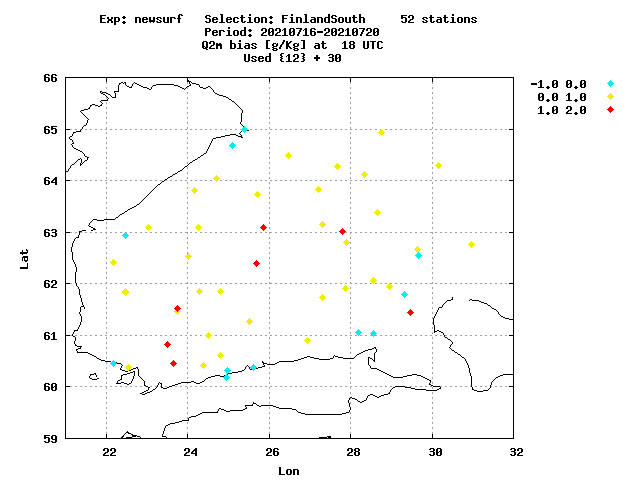 Exp: newsurf   Selection: FinlandSouth     52 stations
Period: 20210716-20210720
Q2m bias [g/Kg] at  18 UTC
Used {12} + 30
-1.0 0.0
0.0 1.0
1.0 2.0
66
65
64
63
62
61
60
59
Lat
22 24 26 28 30 32
Lon